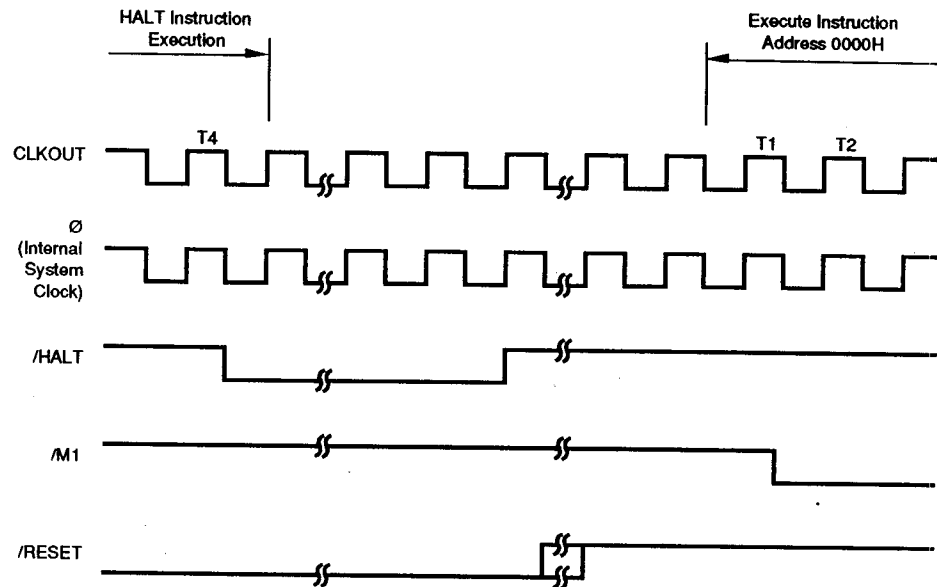 HALT Instruction
Execution
Execute Instruction
Address 0000H
T4
T1
T2
CLKOUT
Ø
(Internal
System
Clock)
/HALT
/M1
/RESET